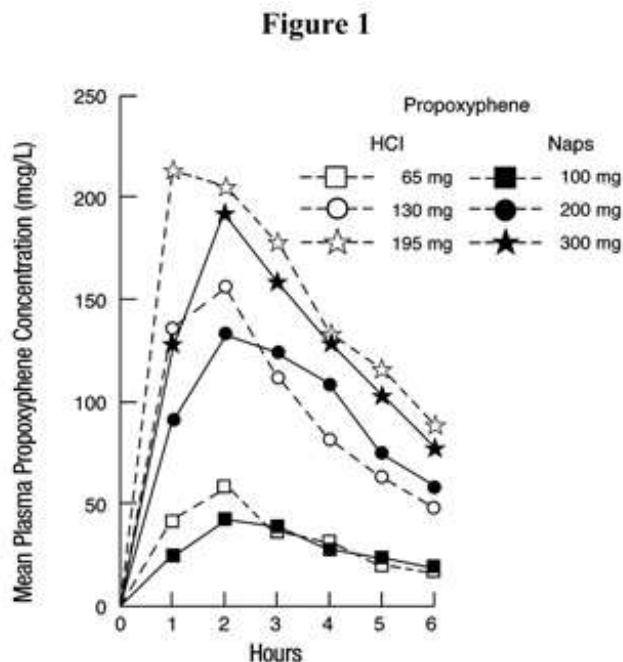 Figure 1
Mean Plasma Propoxyphene Concentration (mcg/L)
250
200
150
100
50
0
0 1 2 3 4 5 6
Hours
Propoxyphene
HCl Naps
65 mg 100 mg
130 mg 200 mg
195 mg 300 mg